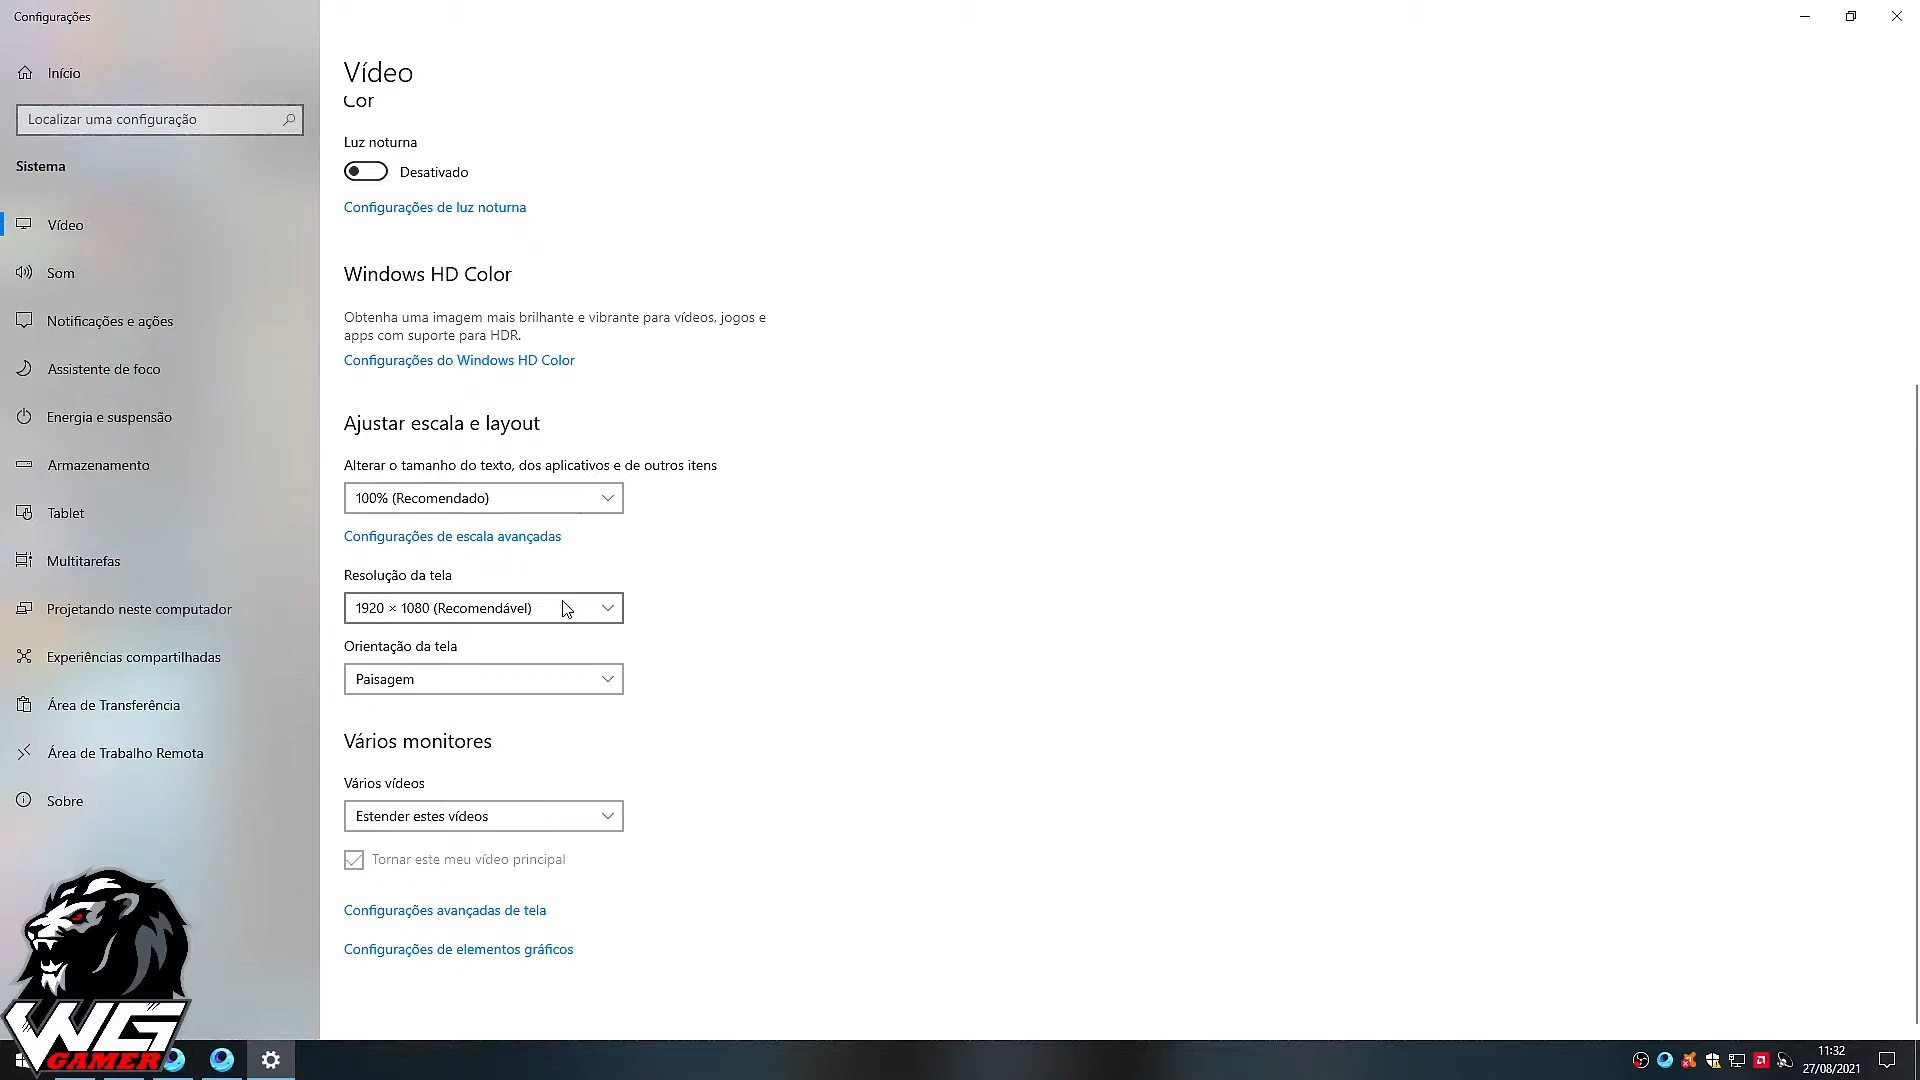 Configurações
Início
Localizar uma configuração
Sistema
Vídeo
Som
Notificações e ações
Assistente de foco
Energia e suspensão
Armazenamento
Tablet
Multitarefas
Projetando neste computador
Experiências compartilhadas
Área de Transferência
Área de Trabalho Remota
Sobre
Vídeo
Cor
Luz noturna
Desativado
Configurações de luz noturna
Windows HD Color
Obtenha uma imagem mais brilhante e vibrante para vídeos, jogos e
apps com suporte para HDR.
Configurações do Windows HD Color
Ajustar escala e layout
Alterar o tamanho do texto, dos aplicativos e de outros itens
100% (Recomendado)
Configurações de escala avançadas
Resolução da tela
1920 × 1080 (Recomendável)
Orientação da tela
Paisagem
Vários monitores
Vários vídeos
Estender estes vídeos
Tornar este meu vídeo principal
Configurações avançadas de tela
Configurações de elementos gráficos
WG
GAMER
11:32
27/08/2021